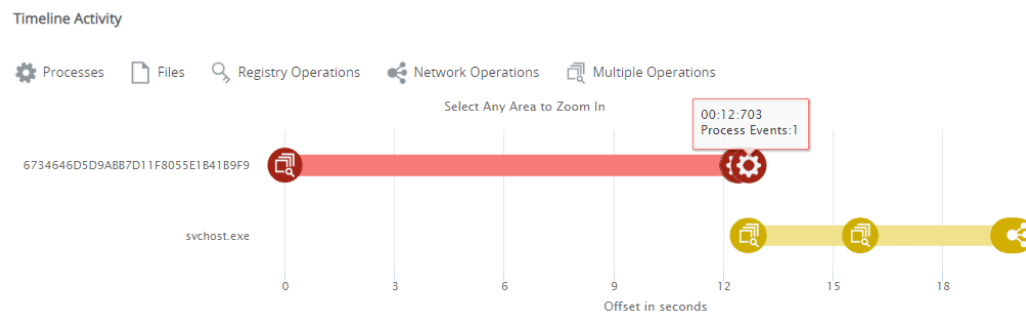 Timeline Activity
Processes Files Registry Operations Network Operations Multiple Operations
Select Any Area to Zoom In
00:12:703
Process Events:1
6734646D5D9ABB7D11F8055E1B41B9F9
svchost.exe
0 3 6 9 12 15 18
Offset in seconds